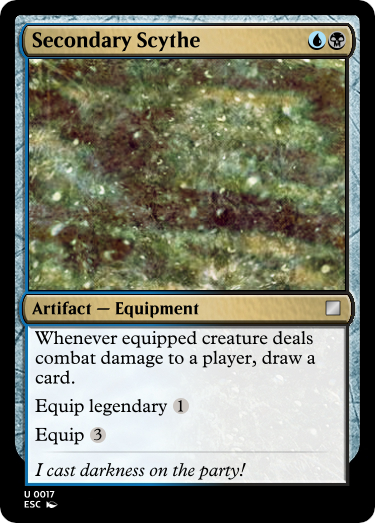 Secondary Scythe
Artifact — Equipment
Whenever equipped creature deals
combat damage to a player, draw a
card.
Equip legendary 1
Equip 3
I cast darkness on the party!
U 0017
ESC